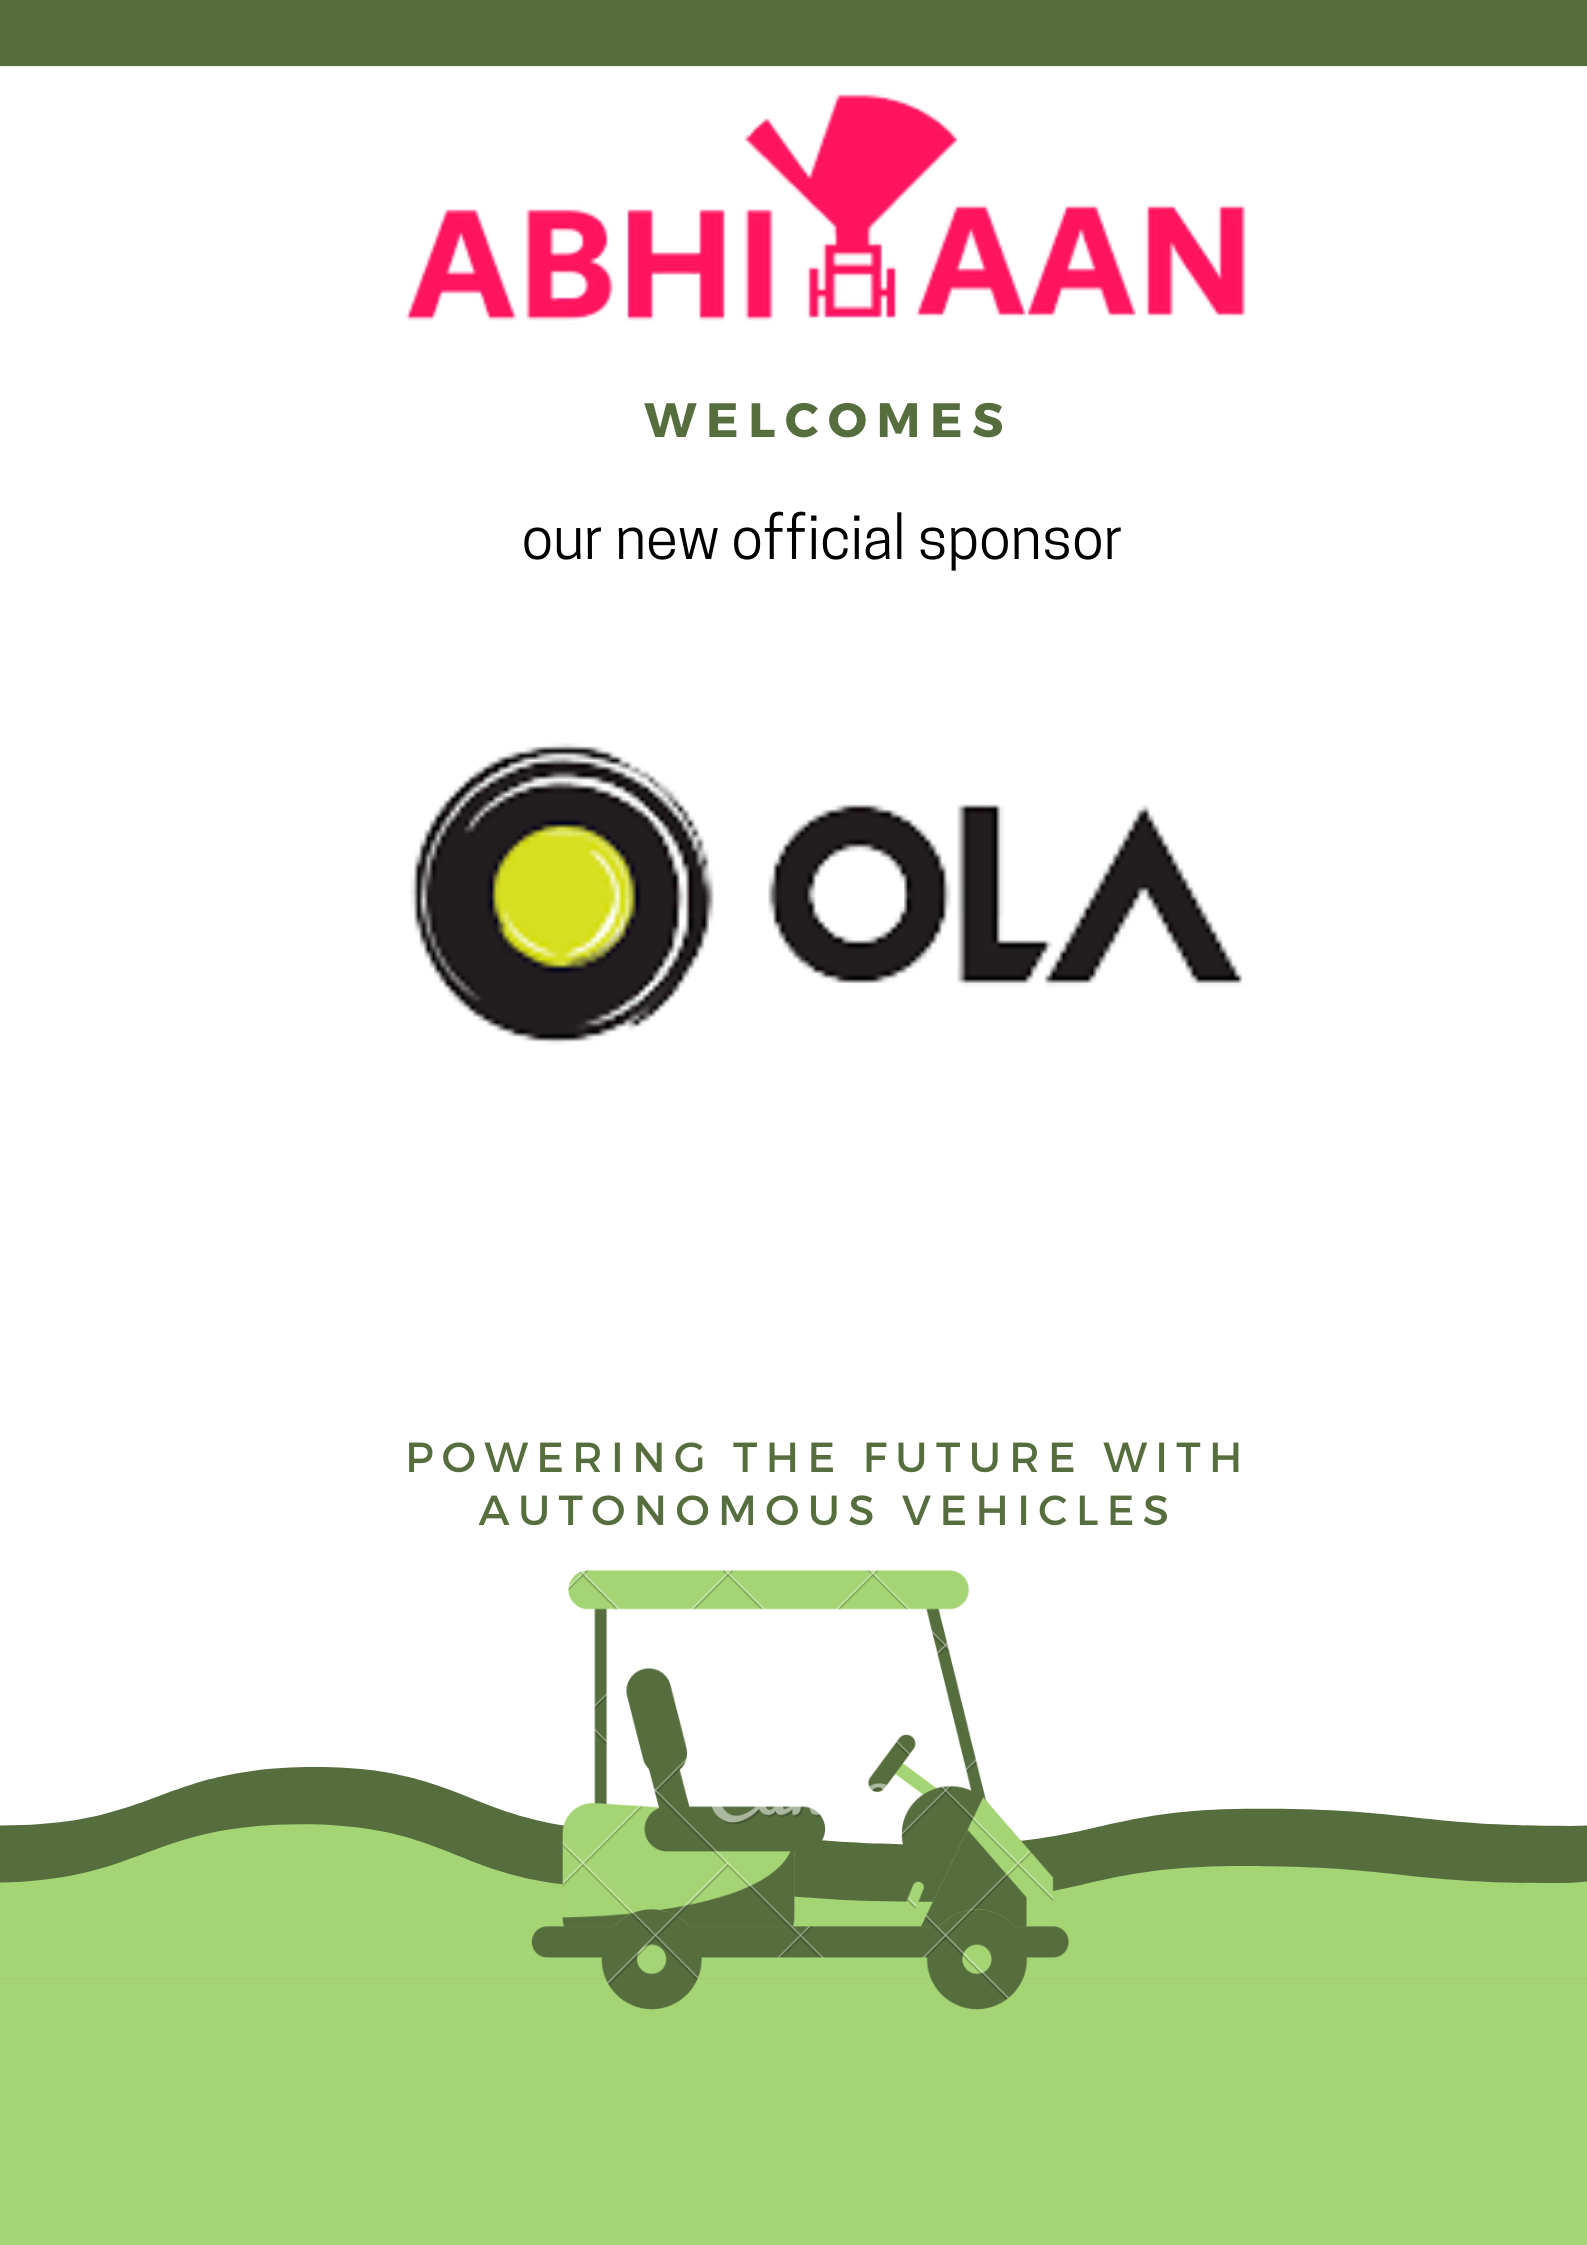 ABHIYAAN
WELCOMES
our new official sponsor
OLA
POWERING THE FUTURE WITH
AUTONOMOUS VEHICLES